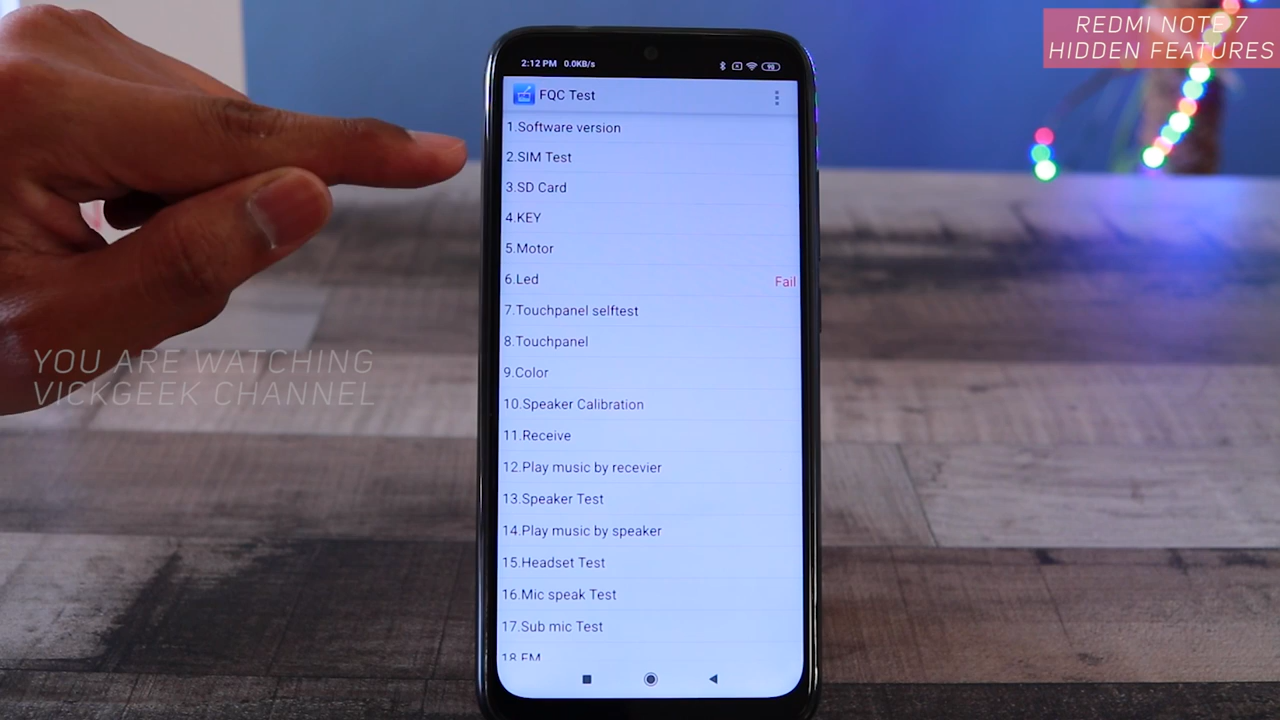 REDMI NOTE 7
HIDDEN FEATURES
2:12 PM 0.0KB/s
98
FQC Test
1.Software version
2.SIM Test
3.SD Card
4.KEY
5.Motor
6.Led Fail
7.Touchpanel selftest
8.Touchpanel
9.Color
10.Speaker Calibration
11.Receive
12.Play music by recevier
13.Speaker Test
14.Play music by speaker
15.Headset Test
16.Mic speak Test
17.Sub mic Test
18.FM
YOU ARE WATCHING
VICKGEEK CHANNEL